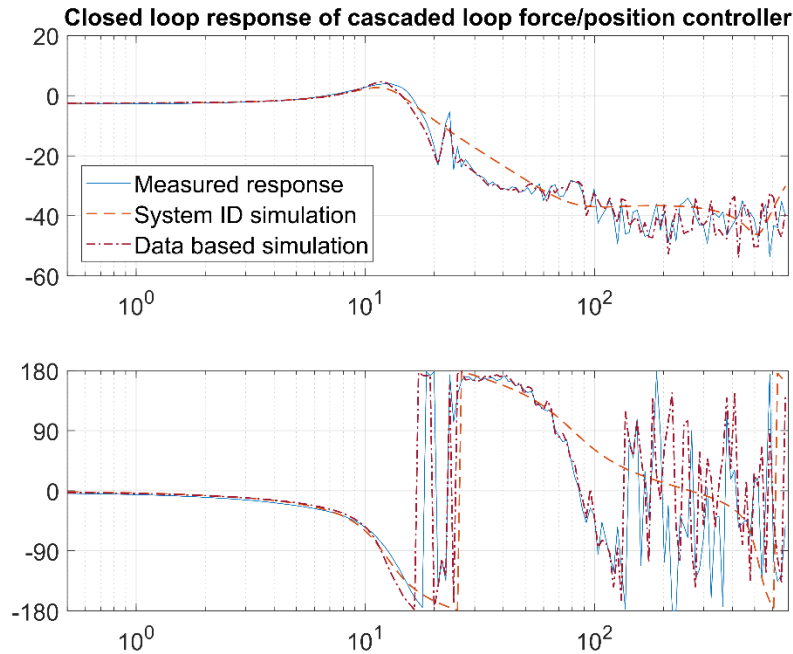 Closed loop response of cascaded loop force/position controller
20
0
-20
-40
-60
Measured response
System ID simulation
Data based simulation
10^0 10^1 10^2
180
90
0
-90
-180
10^0 10^1 10^2